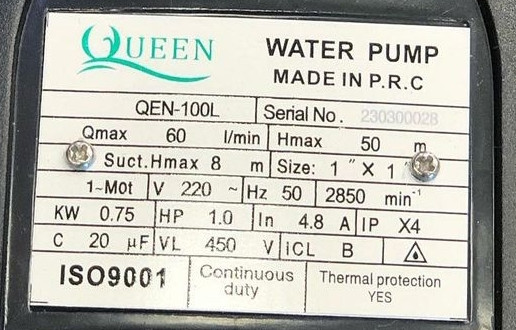 QUEEN
WATER PUMP
MADE IN P.R.C
QEN-100L Serial No. 230300028
Qmax 60 l/min Hmax 50 m
Suct.Hmax 8 m Size: 1 " X 1 "
1~Mot V 220 ~ Hz 50 2850 min⁻¹
KW 0.75 HP 1.0 In 4.8 A IP X4
C 20 µF VL 450 V iCL B
ISO9001 Continuous duty Thermal protection YES